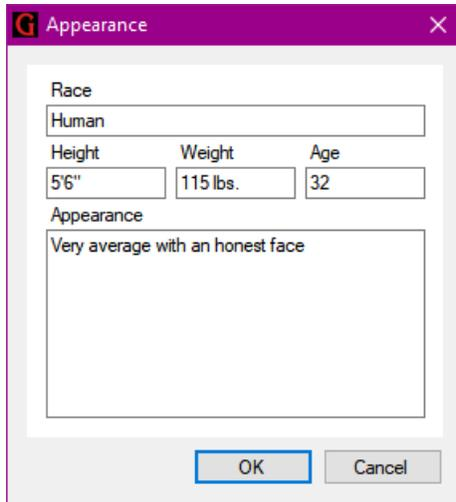 G Appearance
Race
Human
Height Weight Age
5'6" 115 lbs. 32
Appearance
Very average with an honest face
OK Cancel